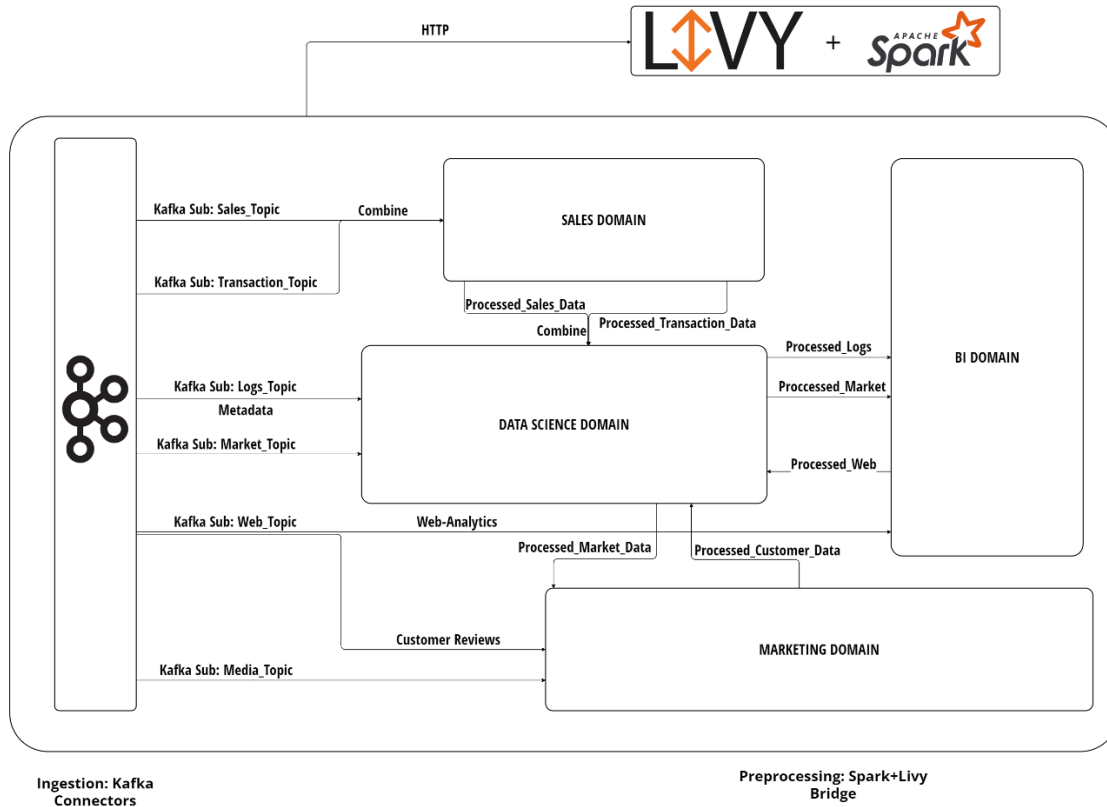 HTTP
LIVY
+
APACHE
Spark
Kafka Sub: Sales_Topic
Combine
SALES DOMAIN
Kafka Sub: Transaction_Topic
Processed_Sales_Data
Processed_Transaction_Data
Combine
Processed_Logs
BI DOMAIN
Kafka Sub: Logs_Topic
Proccessed_Market
Metadata
DATA SCIENCE DOMAIN
Kafka Sub: Market_Topic
Processed_Web
Kafka Sub: Web_Topic
Web-Analytics
Processed_Market_Data
Processed_Customer_Data
Customer Reviews
MARKETING DOMAIN
Kafka Sub: Media_Topic
Ingestion: Kafka
Connectors
Preprocessing: Spark+Livy
Bridge